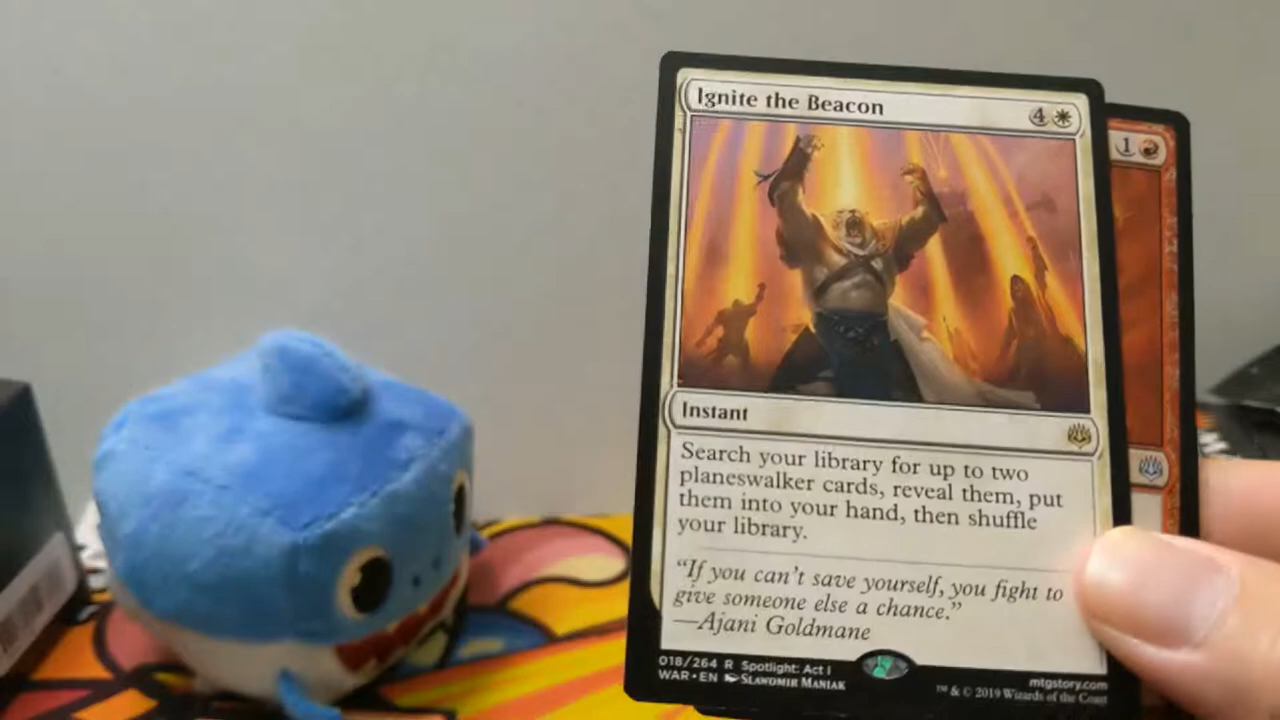 Ignite the Beacon 4
1
Instant
Search your library for up to two
planeswalker cards, reveal them, put
them into your hand, then shuffle
your library.
“If you can’t save yourself, you fight to
give someone else a chance.”
—Ajani Goldmane
018/264 R Spotlight: Act I
WAR • EN Slawomir Maniak
mtgstory.com
™ & © 2019 Wizards of the Coast